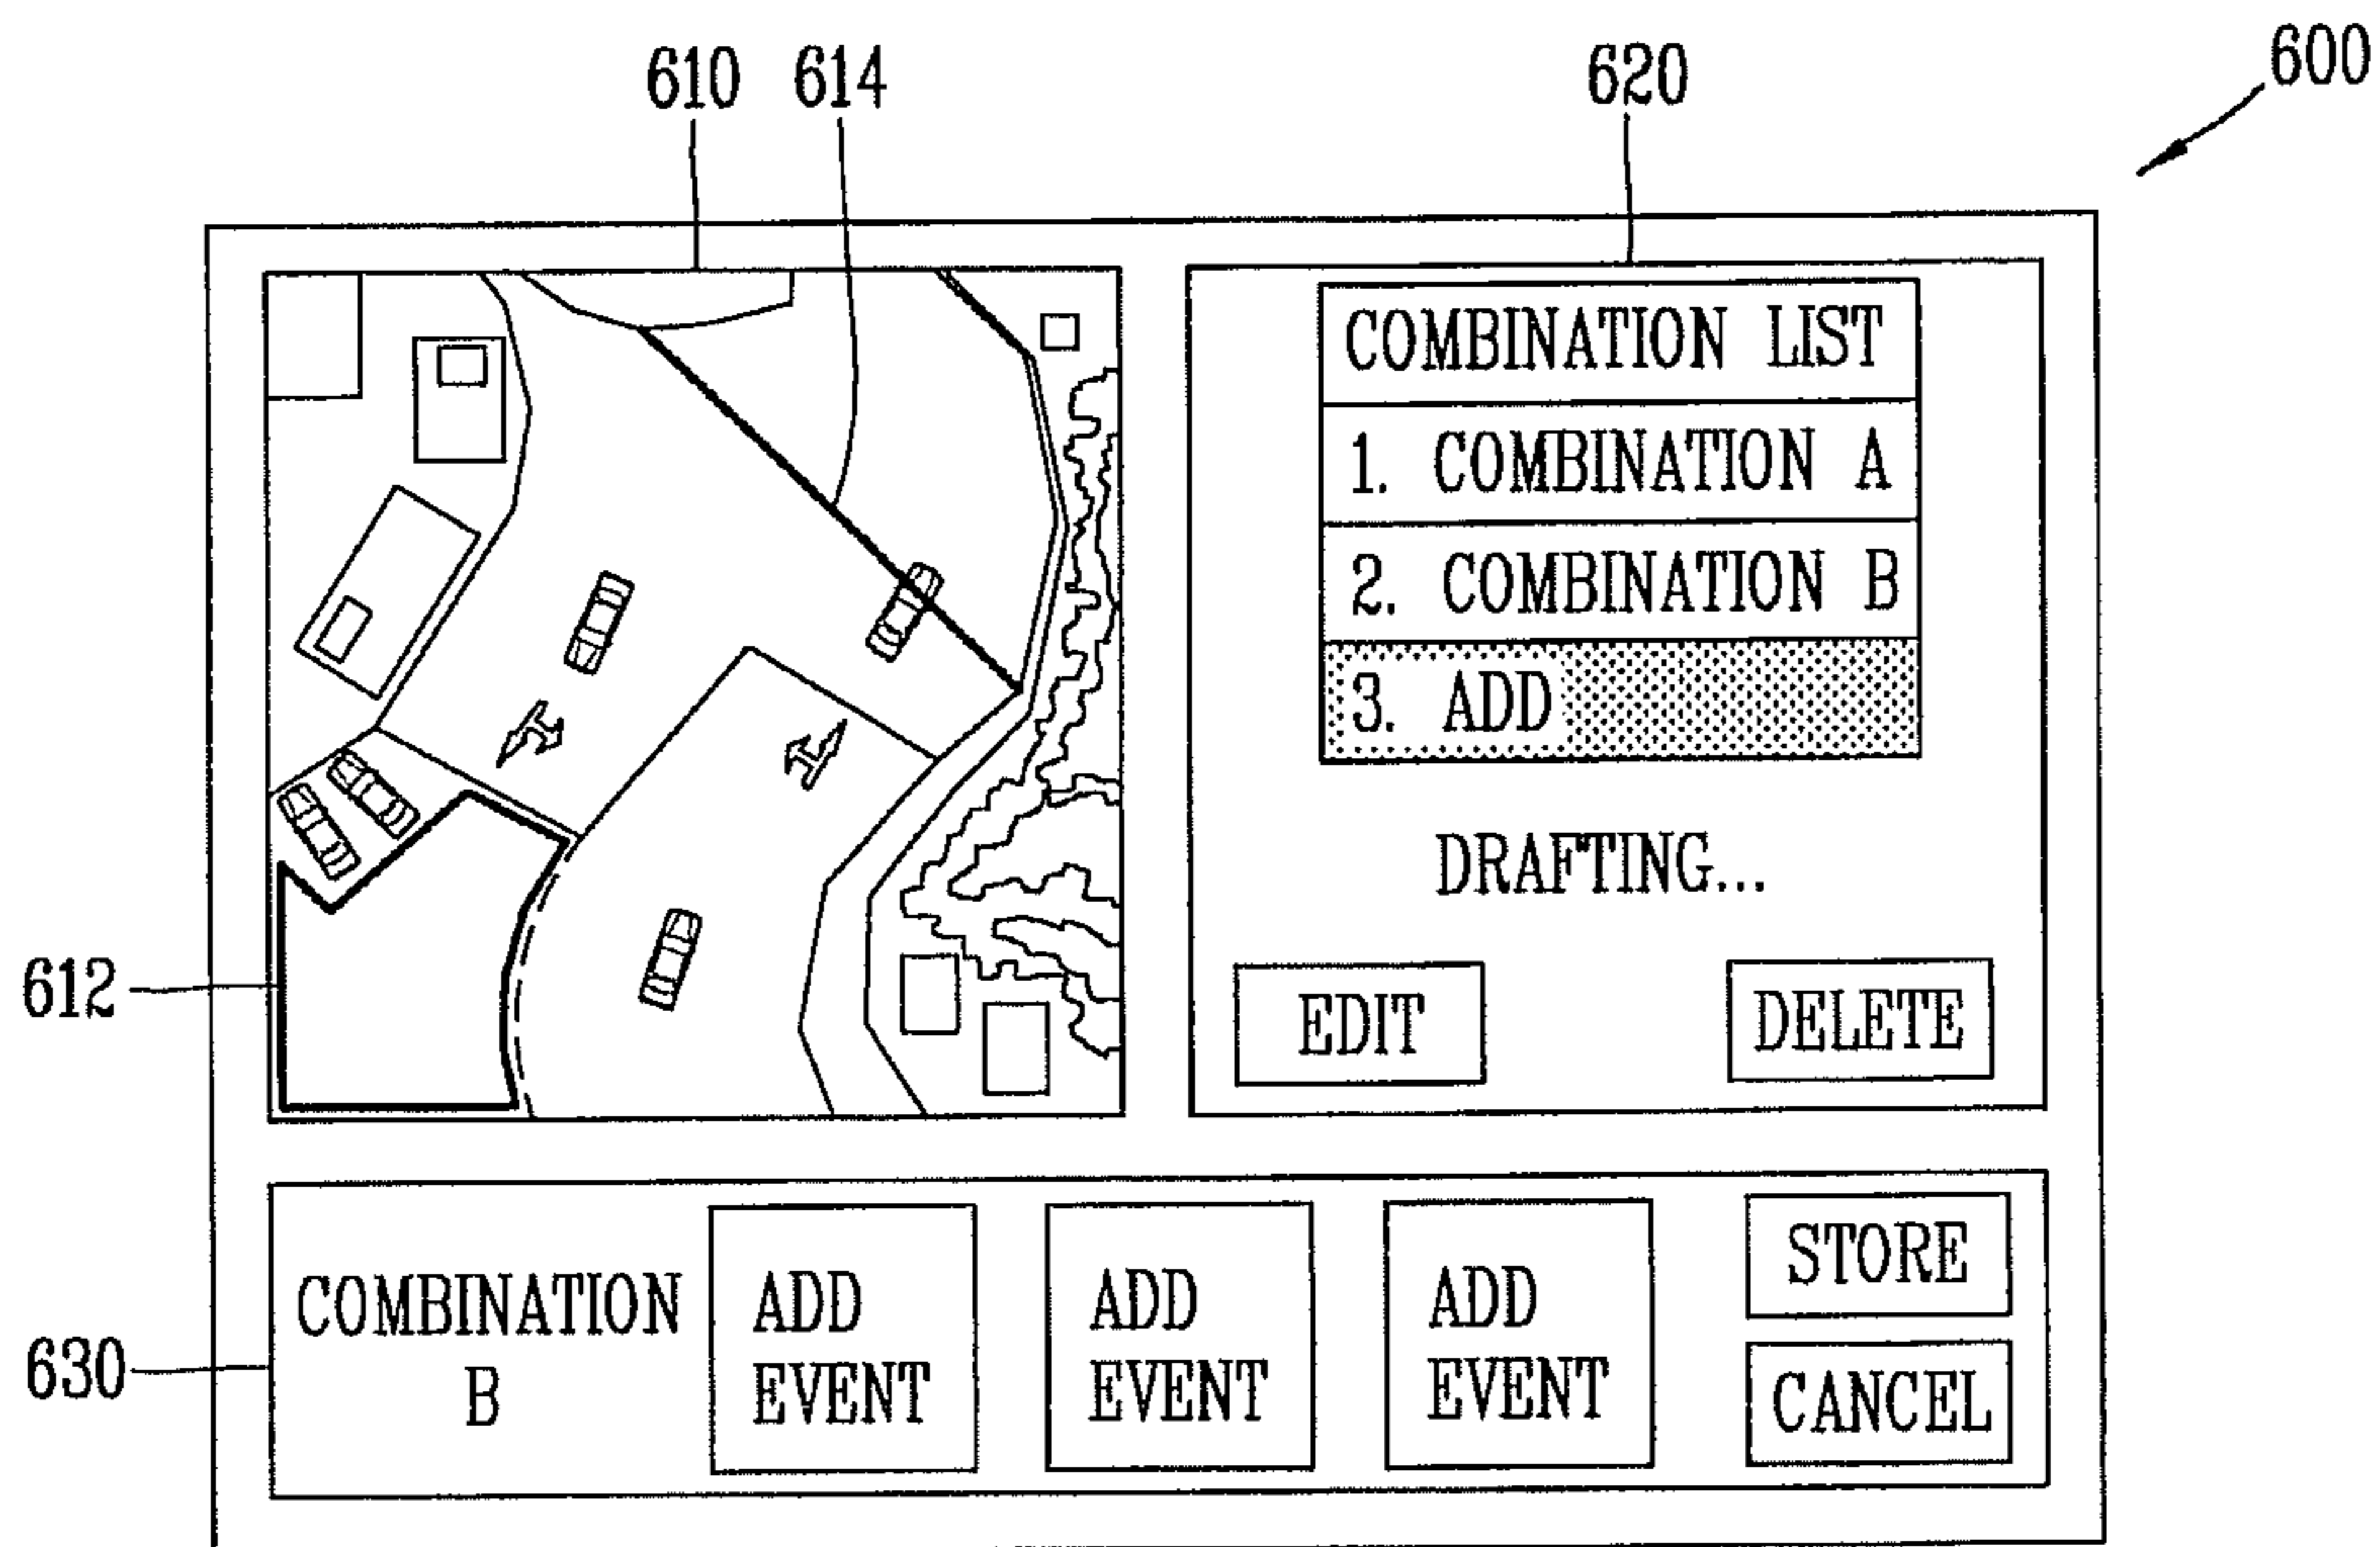 610 614 620 600
COMBINATION LIST
1. COMBINATION A
2. COMBINATION B
3. ADD
DRAFTING...
612
EDIT DELETE
630
COMBINATION
B
ADD
EVENT
ADD
EVENT
ADD
EVENT
STORE
CANCEL